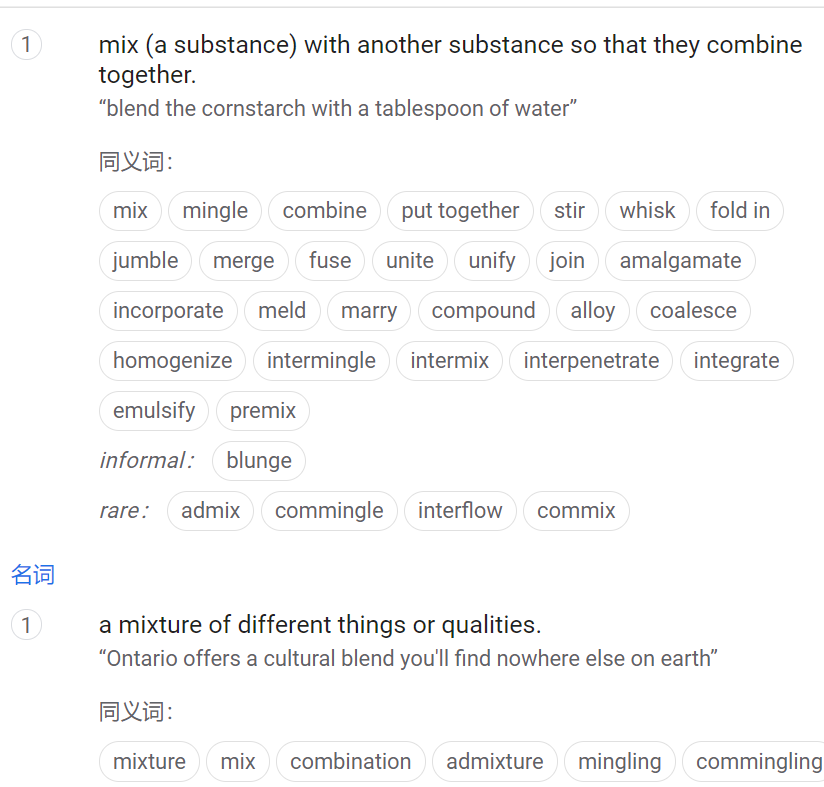 1
mix (a substance) with another substance so that they combine
together.
“blend the cornstarch with a tablespoon of water”
同义词：
mix mingle combine put together stir whisk fold in
jumble merge fuse unite unify join amalgamate
incorporate meld marry compound alloy coalesce
homogenize intermingle intermix interpenetrate integrate
emulsify premix
informal: blunge
rare: admix commingle interflow commix
名词
1
a mixture of different things or qualities.
“Ontario offers a cultural blend you'll find nowhere else on earth”
同义词：
mixture mix combination admixture mingling commingling